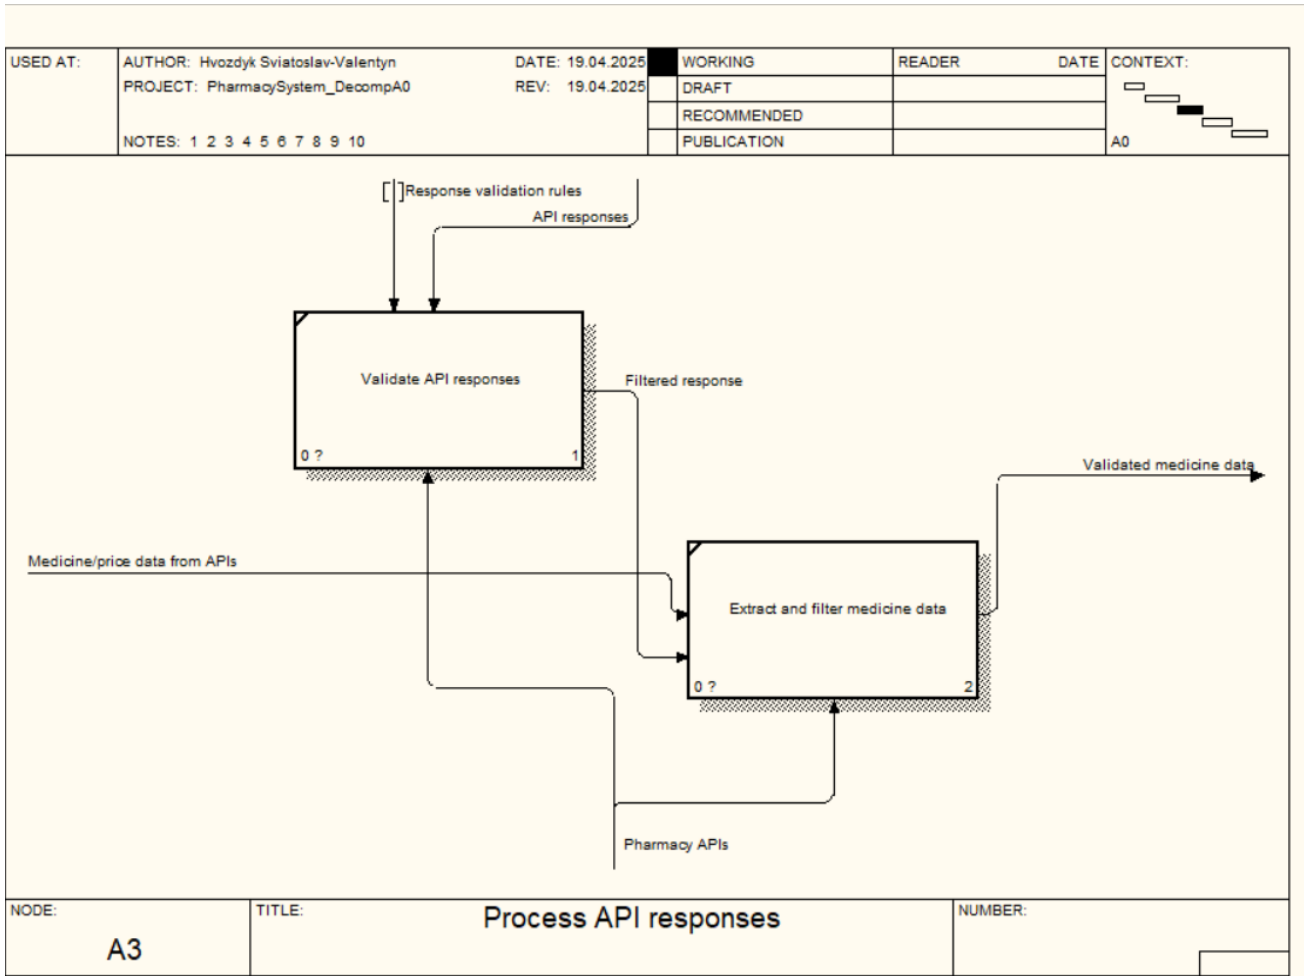 USED AT:
AUTHOR: Hvozdyk Sviatoslav-Valentyn
DATE: 19.04.2025
WORKING
READER
DATE
CONTEXT:
PROJECT: PharmacySystem_DecompA0
REV: 19.04.2025
DRAFT
RECOMMENDED
NOTES: 1 2 3 4 5 6 7 8 9 10
PUBLICATION
A0
[ ]Response validation rules
API responses
Validate API responses
Filtered response
0 ?
1
Validated medicine data
Medicine/price data from APIs
Extract and filter medicine data
0 ?
2
Pharmacy APIs
NODE:
TITLE:
Process API responses
NUMBER:
A3